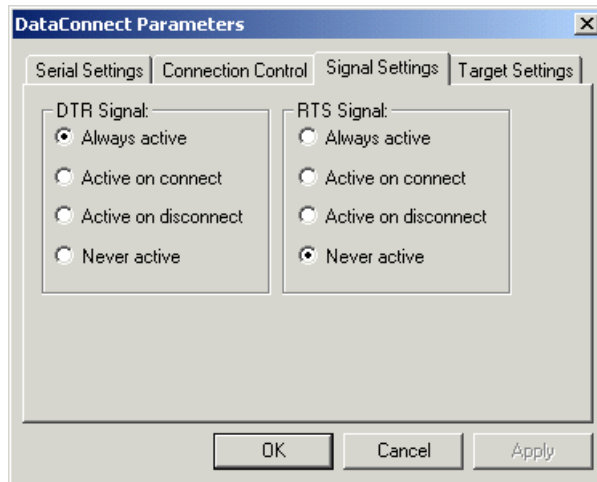 DataConnect Parameters
Serial Settings Connection Control Signal Settings Target Settings
DTR Signal: RTS Signal:
Always active Always active
Active on connect Active on connect
Active on disconnect Active on disconnect
Never active Never active
OK Cancel Apply